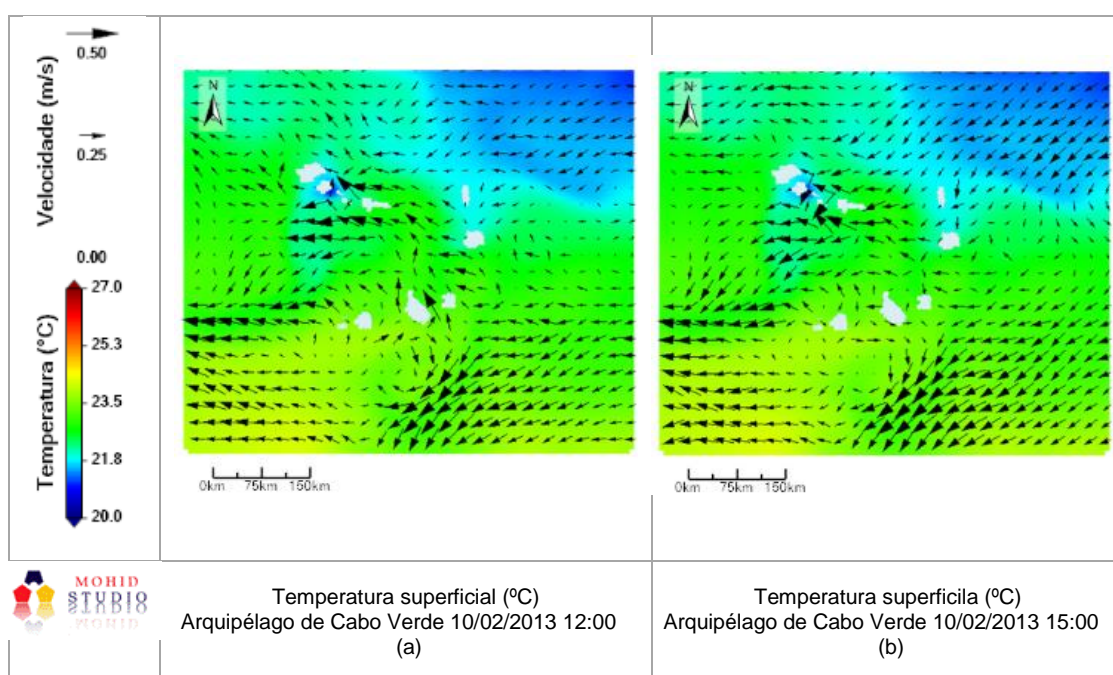 Velocidade (m/s)
0.50
0.25
0.00
Temperatura (°C)
27.0
25.3
23.5
21.8
20.0
N
0km 75km 150km
N
0km 75km 150km
MOHID
STUDIO
Temperatura superficial (ºC)
Arquipélago de Cabo Verde 10/02/2013 12:00
(a)
Temperatura superficila (ºC)
Arquipélago de Cabo Verde 10/02/2013 15:00
(b)